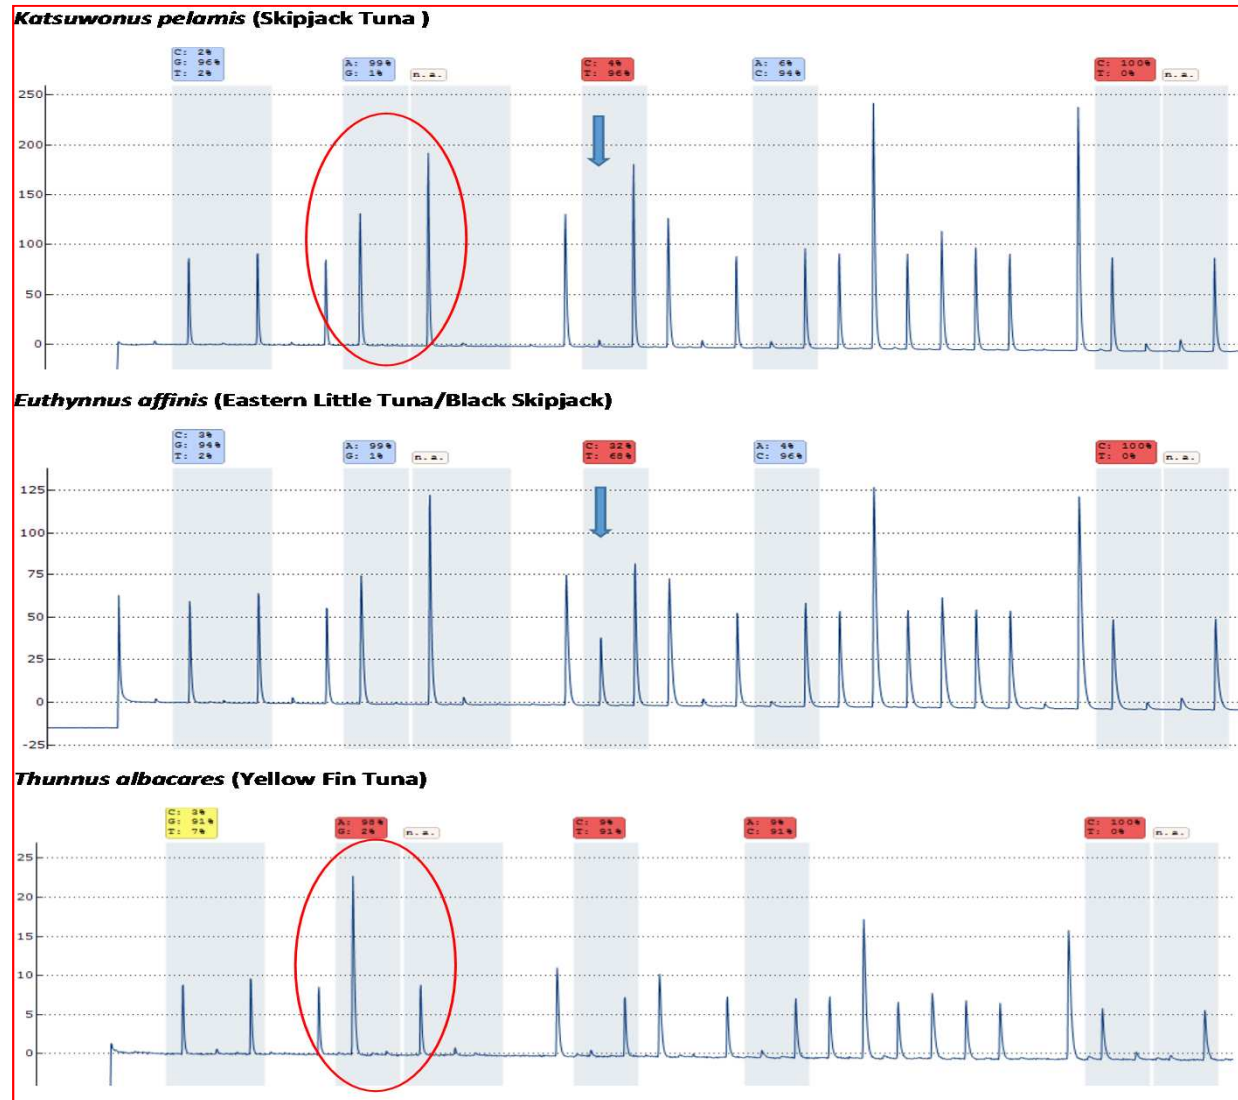 Katsuwonus pelamis (Skipjack Tuna )
C: 2% A: 99% C: 4% A: 6% C: 100%
G: 96% G: 1% n.a. T: 96% C: 94% T: 0% n.a.
T: 2%
250
200
150
100
50
0
Euthynnus affinis (Eastern Little Tuna/Black Skipjack)
C: 3% A: 99% C: 32% A: 4% C: 100%
G: 94% G: 1% n.a. T: 68% C: 96% T: 0% n.a.
T: 2%
125
100
75
50
25
0
-25
Thunnus albacares (Yellow Fin Tuna)
C: 3% A: 98% C: 9% A: 9% C: 100%
G: 91% G: 2% n.a. T: 91% C: 91% T: 0% n.a.
T: 7%
25
20
15
10
5
0